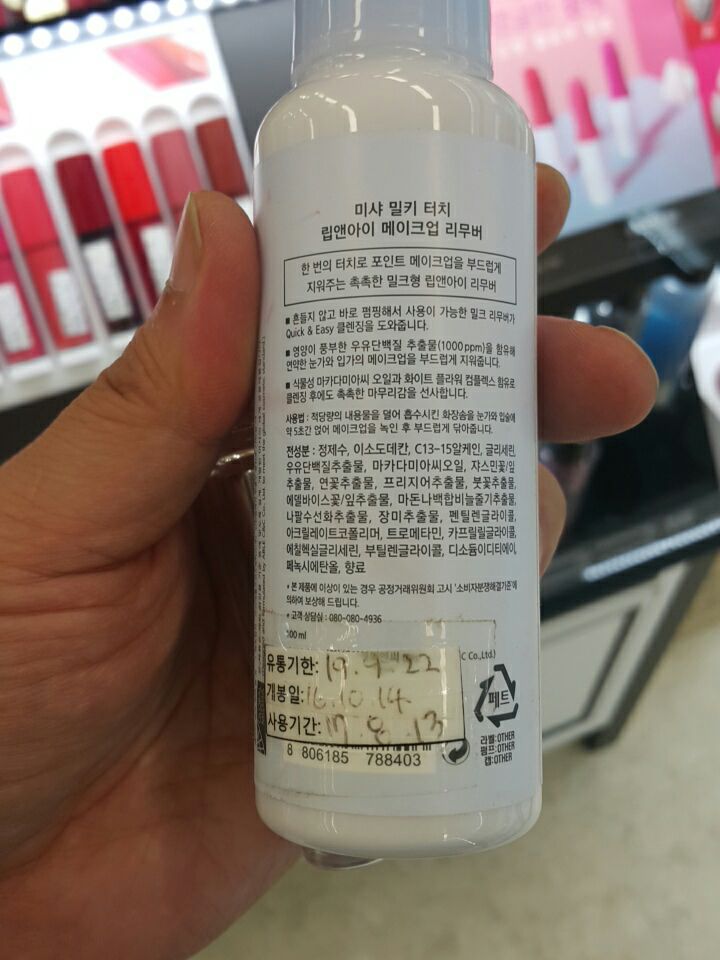 미샤 밀키 터치
립앤아이 메이크업 리무버
한 번의 터치로 포인트 메이크업을 부드럽게
지워주는 촉촉한 밀크형 립앤아이 리무버
■ 흔들지 않고 바로 펌핑해서 사용이 가능한 밀크 리무버가
Quick & Easy 클렌징을 도와줍니다.
■ 영양이 풍부한 우유단백질 추출물(1000ppm)을 함유해
연약한 눈가와 입가의 메이크업을 부드럽게 지워줍니다.
■ 식물성 마카다미아씨 오일과 화이트 플라워 컴플렉스 함유로
클렌징 후에도 촉촉한 마무리감을 선사합니다.
사용법 : 적당량의 내용물을 덜어 흡수시킨 화장솜을 눈가와 입술에
약 5초간 얹어 메이크업을 녹인 후 부드럽게 닦아줍니다.
전성분 : 정제수, 이소도데칸, C13-15알케인, 글리세린,
우유단백질추출물, 마카다미아씨오일, 쟈스민꽃/잎
추출물, 연꽃추출물, 프리지어추출물, 붓꽃추출물,
에델바이스꽃/잎추출물, 마돈나백합비늘줄기추출물,
나팔수선화추출물, 장미추출물, 펜틸렌글라이콜,
아크릴레이트코폴리머, 트로메타민, 카프릴릴글라이콜,
에칠헥실글리세린, 부틸렌글라이콜, 디소듐이디티에이,
페녹시에탄올, 향료
* 본 제품에 이상이 있는 경우 공정거래위원회 고시 '소비자분쟁해결기준'에
의하여 보상해 드립니다.
* 고객 상담실 : 080-080-4936
100 ml
C Co.,Ltd.)
유통기한: 19.9.22
개봉일: 16.10.14
사용기간: 17.8.13
8 806185 788403
페트
라벨:OTHER
펌프:OTHER
캡:OTHER